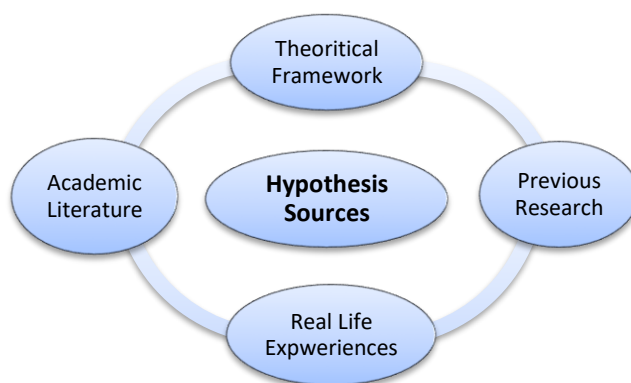 Theoritical
Framework
Academic
Literature
Hypothesis
Sources
Previous
Research
Real Life
Expweriences